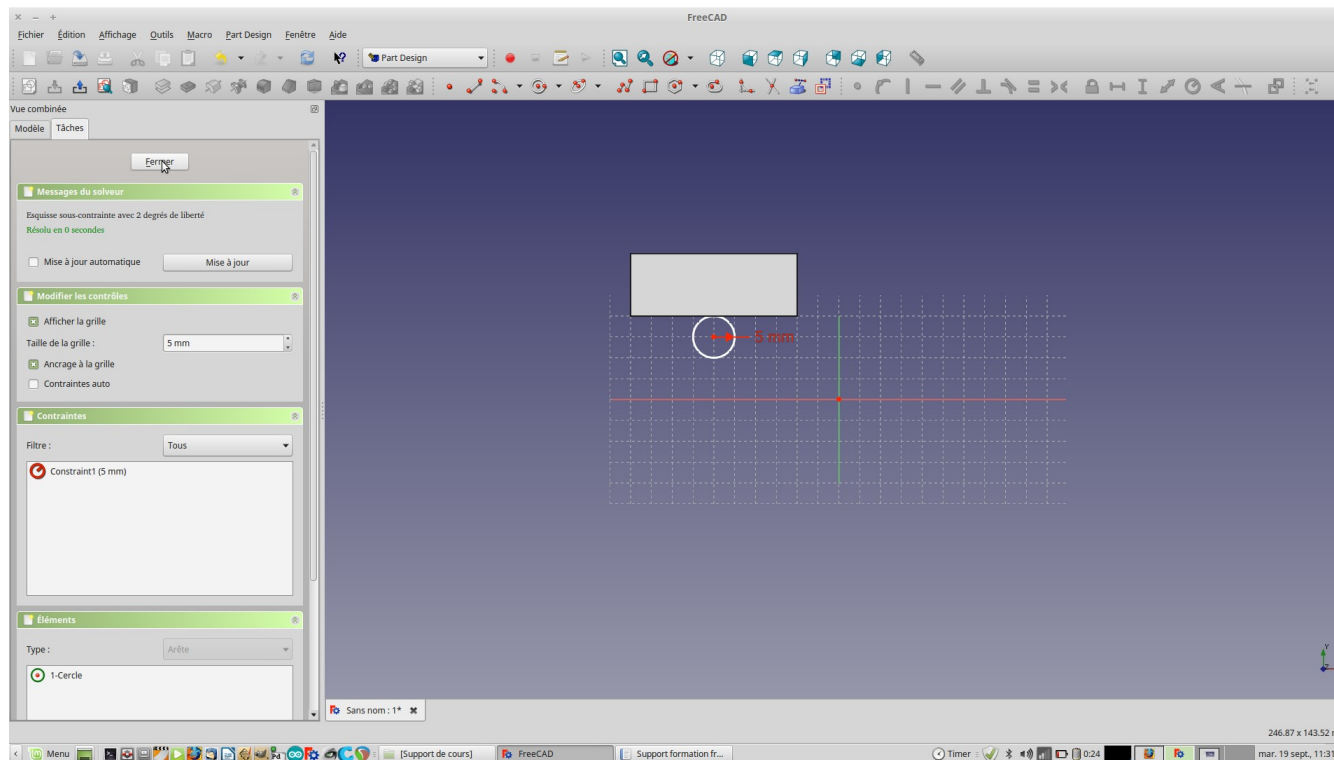 FreeCAD
Fichier Édition Affichage Outils Macro Part Design Fenêtre Aide
Part Design
Vue combinée
Modèle Tâches
Fermer
Messages du solveur
Esquisse sous-contrainte avec 2 degrés de liberté
Résolu en 0 secondes
Mise à jour automatique Mise à jour
Modifier les contrôles
Afficher la grille
Taille de la grille : 5 mm
Ancrage à la grille
Contraintes auto
Contraintes
Filtre : Tous
Constraint1 (5 mm)
Éléments
Type : Arête
1-Cercle
5 mm
Y
Z
Sans nom : 1*
246.87 x 143.52
Menu [Support de cours] FreeCAD Support formation fr... Timer 0:24 mar. 19 sept., 11:31